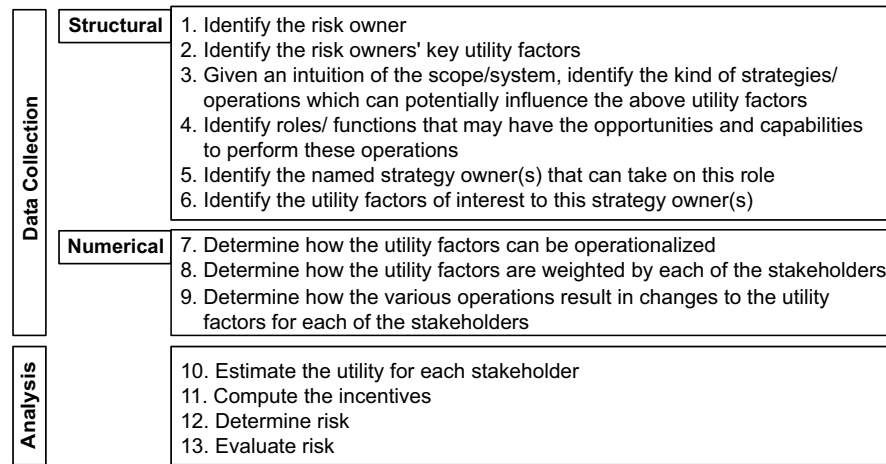 Data Collection
Structural
1. Identify the risk owner
2. Identify the risk owners' key utility factors
3. Given an intuition of the scope/system, identify the kind of strategies/
operations which can potentially influence the above utility factors
4. Identify roles/ functions that may have the opportunities and capabilities
to perform these operations
5. Identify the named strategy owner(s) that can take on this role
6. Identify the utility factors of interest to this strategy owner(s)
Numerical
7. Determine how the utility factors can be operationalized
8. Determine how the utility factors are weighted by each of the stakeholders
9. Determine how the various operations result in changes to the utility
factors for each of the stakeholders
Analysis
10. Estimate the utility for each stakeholder
11. Compute the incentives
12. Determine risk
13. Evaluate risk